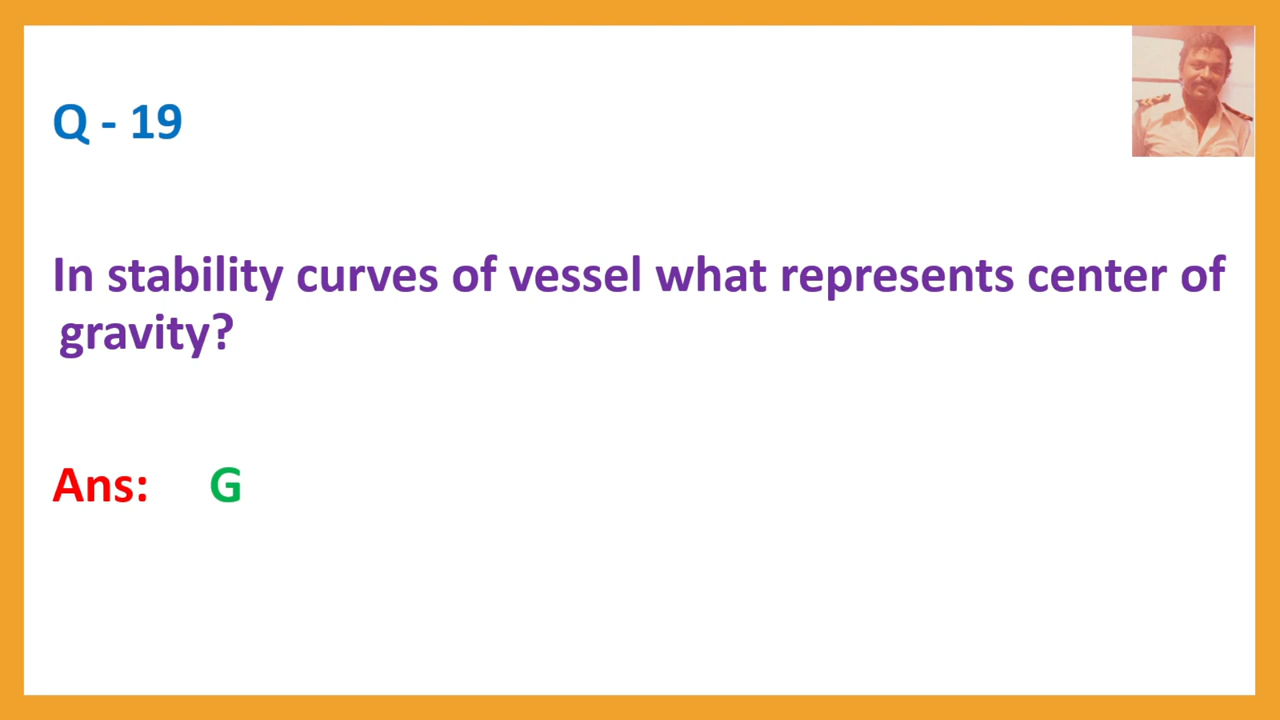 Q - 19
In stability curves of vessel what represents center of
gravity?
Ans: G